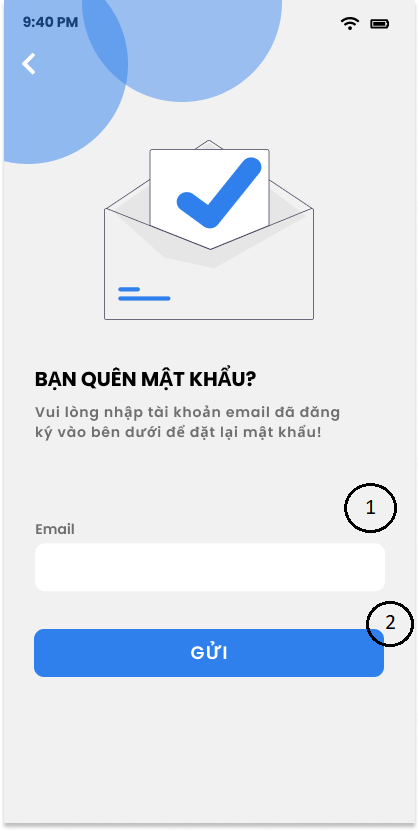 9:40 PM
BẠN QUÊN MẬT KHẨU?
Vui lòng nhập tài khoản email đã đăng
ký vào bên dưới để đặt lại mật khẩu!
1
Email
2
GỬI